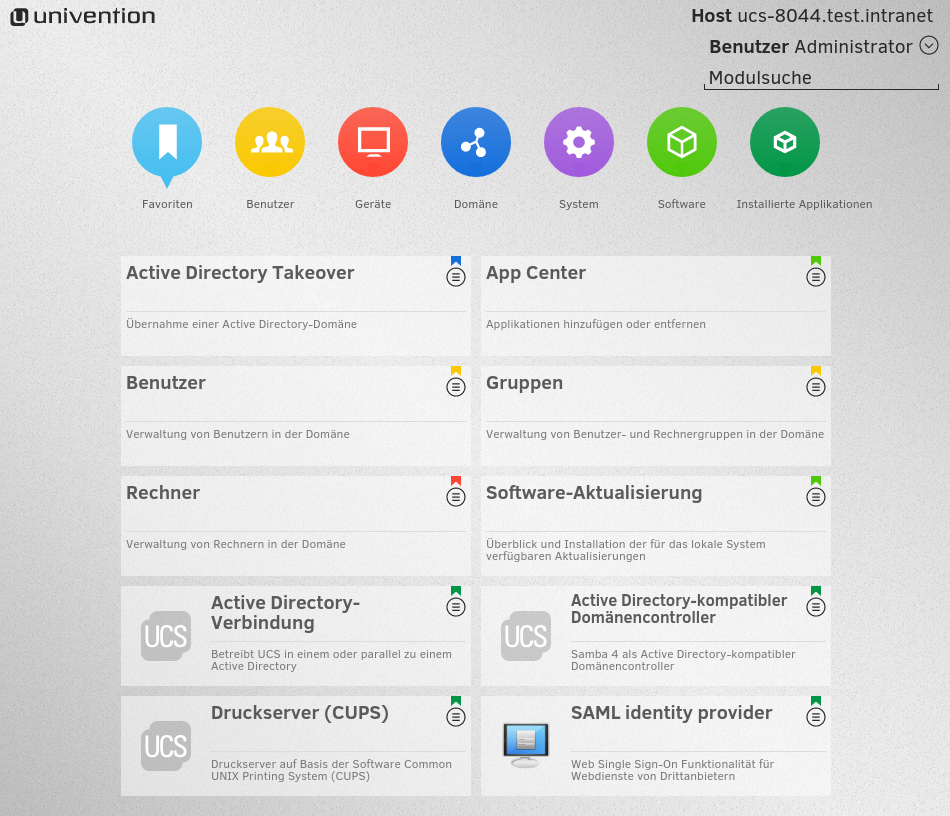 univention
Host ucs-8044.test.intranet
Benutzer Administrator
Modulsuche
Favoriten
Benutzer
Geräte
Domäne
System
Software
Installierte Applikationen
Active Directory Takeover
Übernahme einer Active Directory-Domäne
App Center
Applikationen hinzufügen oder entfernen
Benutzer
Verwaltung von Benutzern in der Domäne
Gruppen
Verwaltung von Benutzer- und Rechnergruppen in der Domäne
Rechner
Verwaltung von Rechnern in der Domäne
Software-Aktualisierung
Überblick und Installation der für das lokale System
verfügbaren Aktualisierungen
UCS
Active Directory-
Verbindung
Betreibt UCS in einem oder parallel zu einem
Active Directory
UCS
Active Directory-kompatibler
Domänencontroller
Samba 4 als Active Directory-kompatibler
Domänencontroller
UCS
Druckserver (CUPS)
Druckserver auf Basis der Software Common
UNIX Printing System (CUPS)
SAML identity provider
Web Single Sign-On Funktionalität für
Webdienste von Drittanbietern